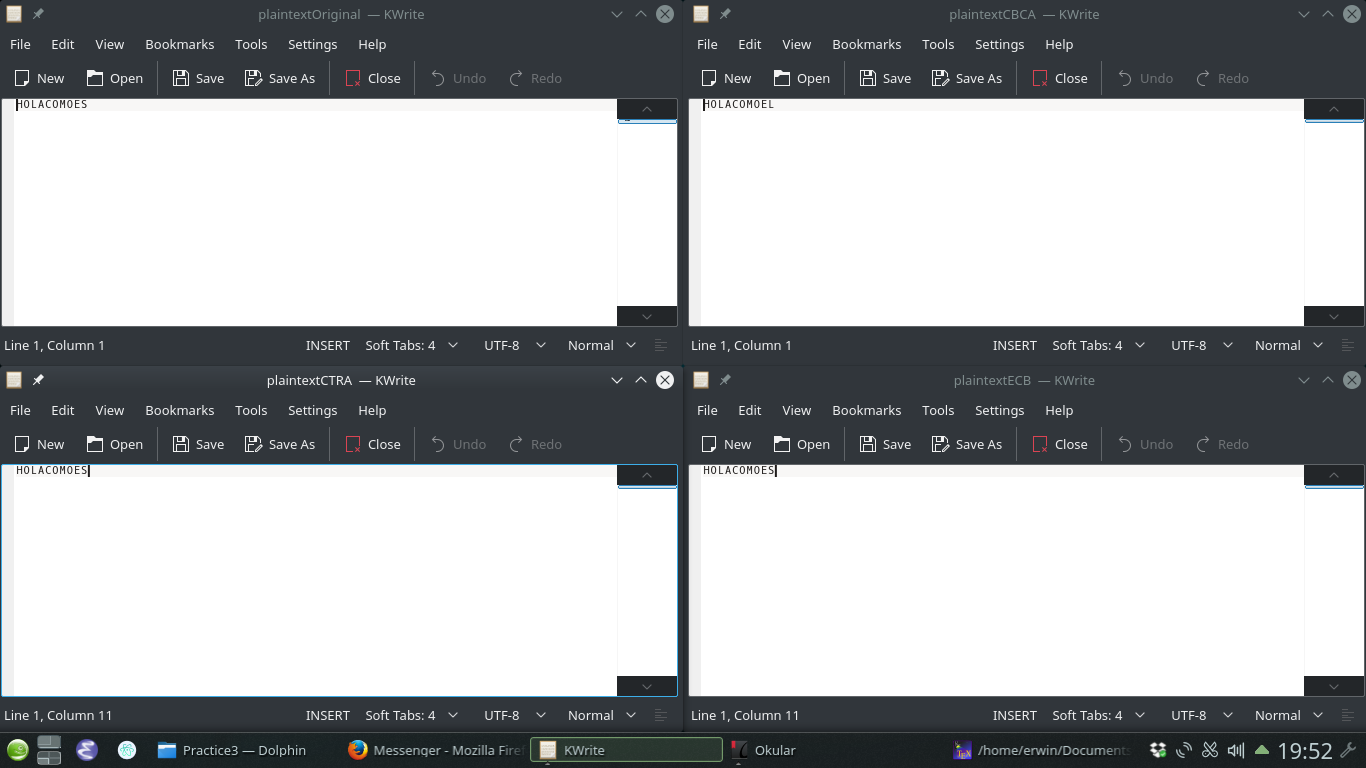 plaintextOriginal — KWrite
File Edit View Bookmarks Tools Settings Help
New Open Save Save As Close Undo Redo
HOLACOMOES
Line 1, Column 1 INSERT Soft Tabs: 4 UTF-8 Normal
plaintextCBCA — KWrite
File Edit View Bookmarks Tools Settings Help
New Open Save Save As Close Undo Redo
HOLACOMOEL
Line 1, Column 1 INSERT Soft Tabs: 4 UTF-8 Normal
plaintextCTRA — KWrite
File Edit View Bookmarks Tools Settings Help
New Open Save Save As Close Undo Redo
HOLACOMOES
Line 1, Column 11 INSERT Soft Tabs: 4 UTF-8 Normal
plaintextECB — KWrite
File Edit View Bookmarks Tools Settings Help
New Open Save Save As Close Undo Redo
HOLACOMOES
Line 1, Column 11 INSERT Soft Tabs: 4 UTF-8 Normal
Practice3 — Dolphin Messenger - Mozilla Firef KWrite Okular /home/erwin/Documents 19:52